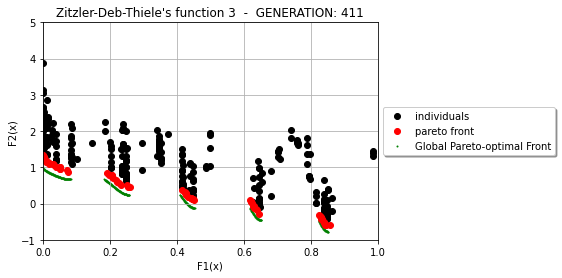 Zitzler-Deb-Thiele's function 3 - GENERATION: 411
5
4
3
2
1
0
−1
F2(x)
0.0 0.2 0.4 0.6 0.8 1.0
F1(x)
individuals
pareto front
Global Pareto-optimal Front